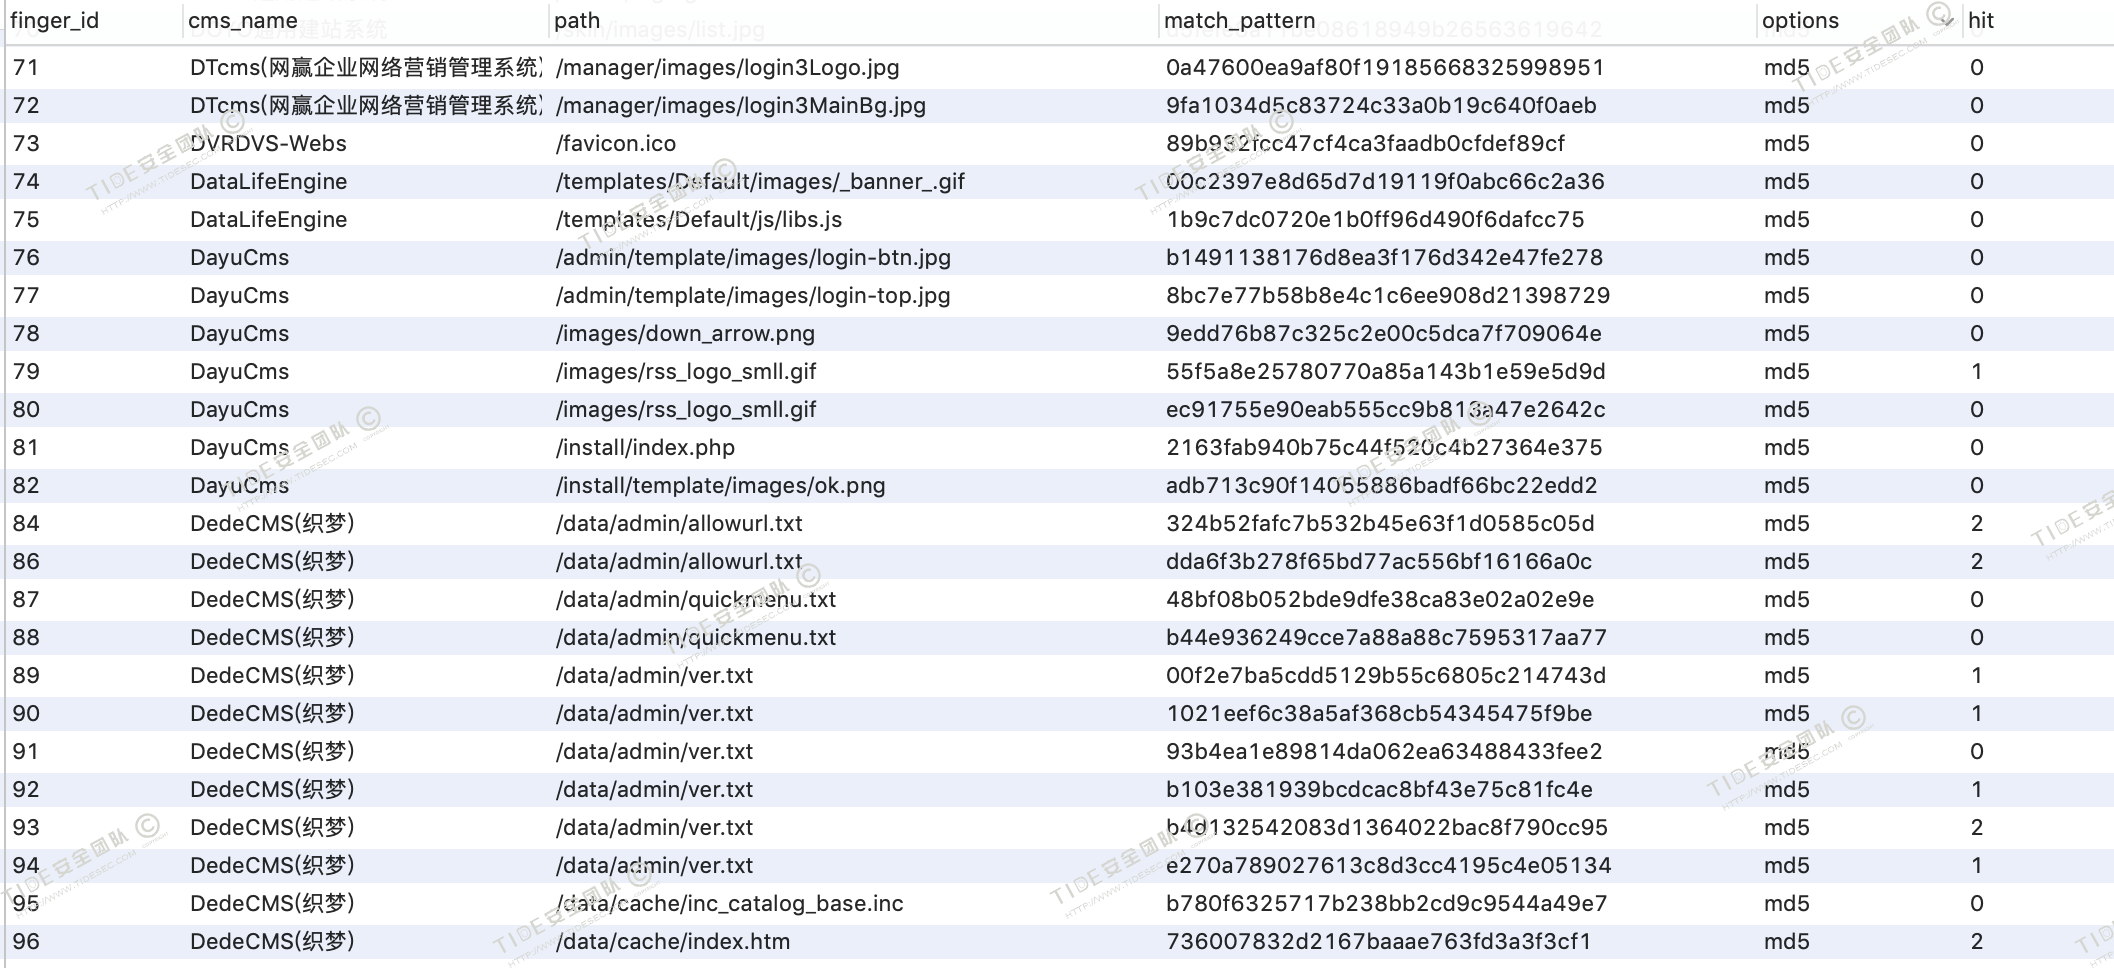 finger_id cms_name path match_pattern options hit
71 DTcms(网赢企业网络营销管理系统) /manager/images/login3Logo.jpg 0a47600ea9af80f19185668325998951 md5 0
72 DTcms(网赢企业网络营销管理系统) /manager/images/login3MainBg.jpg 9fa1034d5c83724c33a0b19c640f0aeb md5 0
73 DVRDVS-Webs /favicon.ico 89b932fcc47cf4ca3faadb0cfdef89cf md5 0
74 DataLifeEngine /templates/Default/images/_banner_.gif 00c2397e8d65d7d19119f0abc66c2a36 md5 0
75 DataLifeEngine /templates/Default/js/libs.js 1b9c7dc0720e1b0ff96d490f6dafcc75 md5 0
76 DayuCms /admin/template/images/login-btn.jpg b1491138176d8ea3f176d342e47fe278 md5 0
77 DayuCms /admin/template/images/login-top.jpg 8bc7e77b58b8e4c1c6ee908d21398729 md5 0
78 DayuCms /images/down_arrow.png 9edd76b87c325c2e00c5dca7f709064e md5 0
79 DayuCms /images/rss_logo_smll.gif 55f5a8e25780770a85a143b1e59e5d9d md5 1
80 DayuCms /images/rss_logo_smll.gif ec91755e90eab555cc9b813a47e2642c md5 0
81 DayuCms /install/index.php 2163fab940b75c44f520c4b27364e375 md5 0
82 DayuCms /install/template/images/ok.png adb713c90f14055886badf66bc22edd2 md5 0
84 DedeCMS(织梦) /data/admin/allowurl.txt 324b52fafc7b532b45e63f1d0585c05d md5 2
86 DedeCMS(织梦) /data/admin/allowurl.txt dda6f3b278f65bd77ac556bf16166a0c md5 2
87 DedeCMS(织梦) /data/admin/quickmenu.txt 48bf08b052bde9dfe38ca83e02a02e9e md5 0
88 DedeCMS(织梦) /data/admin/quickmenu.txt b44e936249cce7a88a88c7595317aa77 md5 0
89 DedeCMS(织梦) /data/admin/ver.txt 00f2e7ba5cdd5129b55c6805c214743d md5 1
90 DedeCMS(织梦) /data/admin/ver.txt 1021eef6c38a5af368cb54345475f9be md5 1
91 DedeCMS(织梦) /data/admin/ver.txt 93b4ea1e89814da062ea63488433fee2 md5 0
92 DedeCMS(织梦) /data/admin/ver.txt b103e381939bcdcac8bf43e75c81fc4e md5 1
93 DedeCMS(织梦) /data/admin/ver.txt b4d132542083d1364022bac8f790cc95 md5 2
94 DedeCMS(织梦) /data/admin/ver.txt e270a789027613c8d3cc4195c4e05134 md5 1
95 DedeCMS(织梦) /data/cache/inc_catalog_base.inc b780f6325717b238bb2cd9c9544a49e7 md5 0
96 DedeCMS(织梦) /data/cache/index.htm 736007832d2167baaae763fd3a3f3cf1 md5 2
TIDE安全团队 ©
HTTP://WWW.TIDESEC.COM